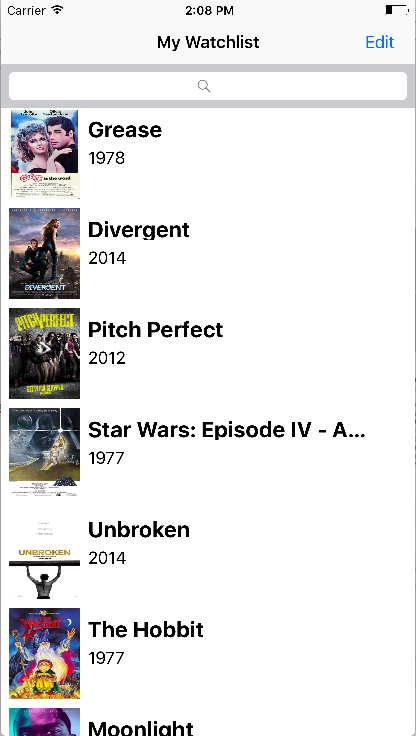 Carrier 2:08 PM
My Watchlist Edit
Grease
1978
Divergent
2014
DIVERGENT
PITCH PERFECT
Pitch Perfect
2012
Star Wars: Episode IV - A...
1977
Unbroken
2014
UNBROKEN
The Hobbit
1977
Moonlight